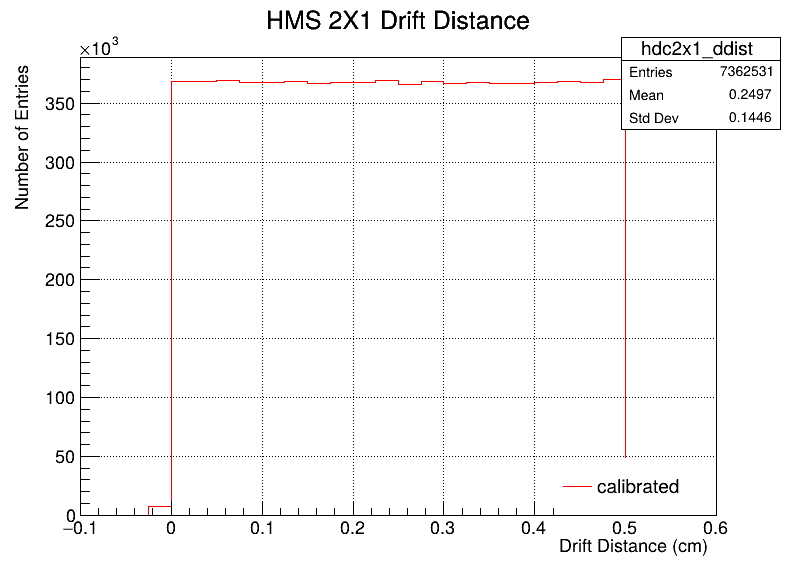 HMS 2X1 Drift Distance
×10³
hdc2x1_ddist
Entries 7362531
Mean 0.2497
Std Dev 0.1446
Number of Entries
350
300
250
200
150
100
50
0
calibrated
−0.1 0 0.1 0.2 0.3 0.4 0.5 0.6
Drift Distance (cm)